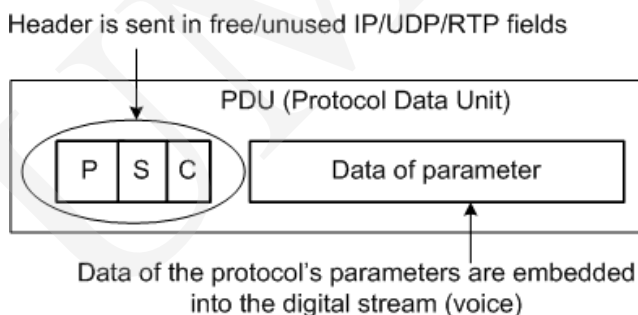 Header is sent in free/unused IP/UDP/RTP fields
PDU (Protocol Data Unit)
P S C Data of parameter
Data of the protocol's parameters are embedded
into the digital stream (voice)